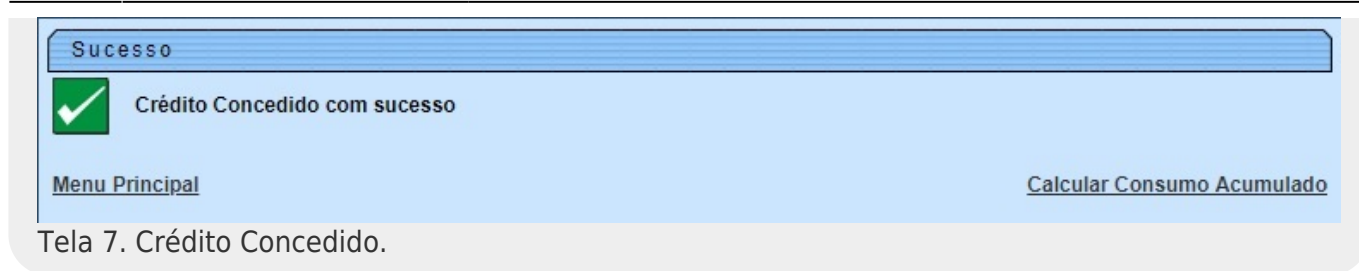 Sucesso
Crédito Concedido com sucesso
Menu Principal
Calcular Consumo Acumulado
Tela 7. Crédito Concedido.